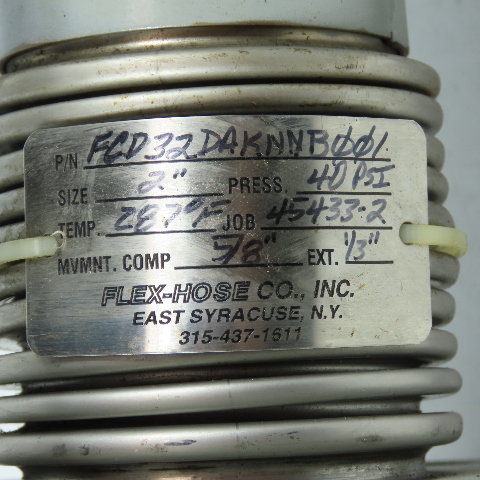 P/N FCD32DAKNNB001
SIZE 2" PRESS. 40 PSI
TEMP. 287°F JOB 45433-2
MVMNT. COMP 5/8" EXT. 1/3"
FLEX-HOSE CO., INC.
EAST SYRACUSE, N.Y.
315-437-1611